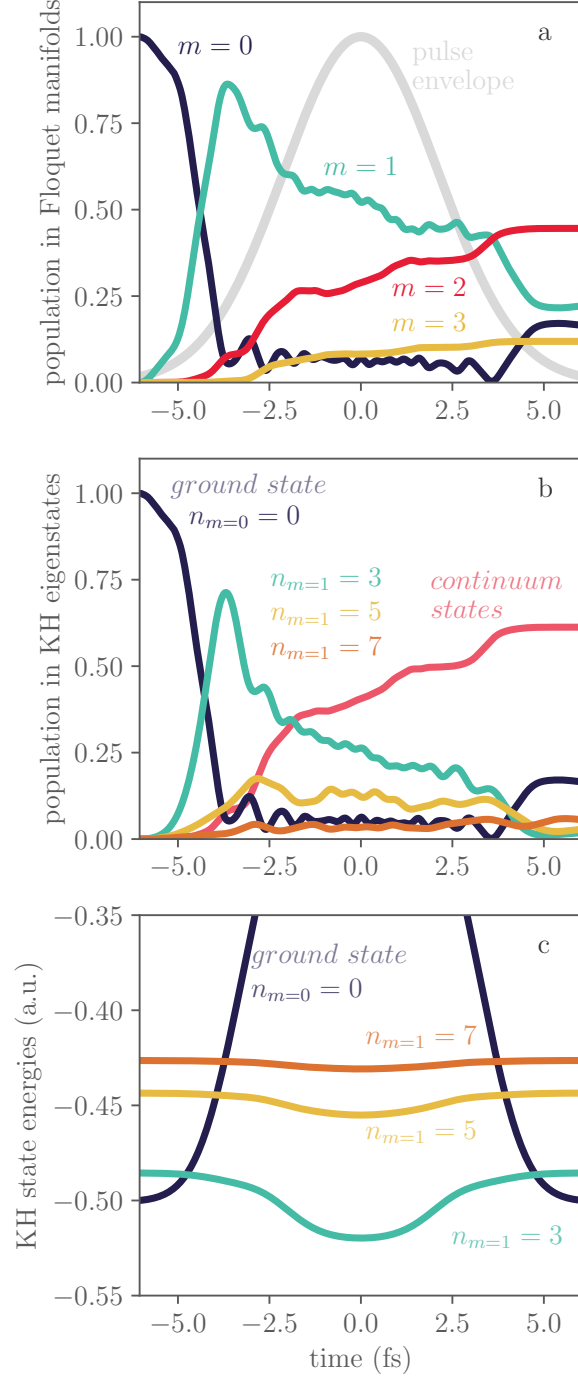 a
population in Floquet manifolds
1.00
0.75
0.50
0.25
0.00
m = 0
pulse
envelope
m = 1
m = 2
m = 3
−5.0 −2.5 0.0 2.5 5.0
b
population in KH eigenstates
1.00
0.75
0.50
0.25
0.00
ground state
n_{m=0} = 0
n_{m=1} = 3
n_{m=1} = 5
n_{m=1} = 7
continuum
states
−5.0 −2.5 0.0 2.5 5.0
c
KH state energies (a.u.)
−0.35
−0.40
−0.45
−0.50
−0.55
ground state
n_{m=0} = 0
n_{m=1} = 7
n_{m=1} = 5
n_{m=1} = 3
−5.0 −2.5 0.0 2.5 5.0
time (fs)